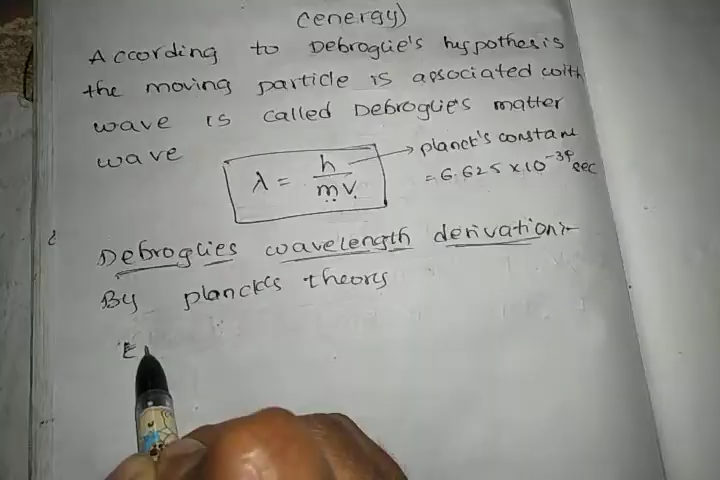 (energy)
According to Debroglie's hypothesis
the moving particle is associated with
wave is called Debroglie's matter
wave
λ = h/mv → planck's constant
= 6.625 × 10⁻³⁴ sec
Debroglies wavelength derivation:-
By planck's theory
E